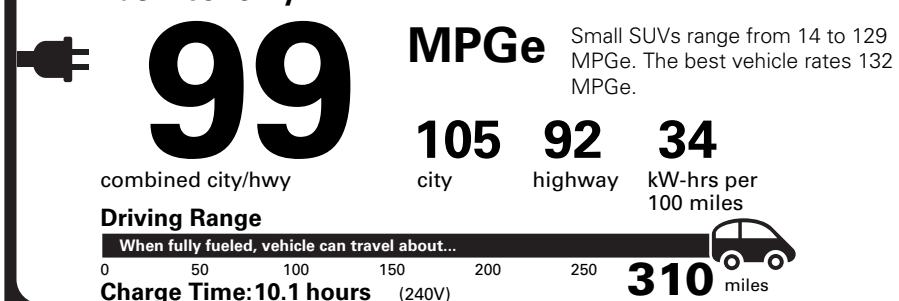 99
MPGe
Small SUVs range from 14 to 129
MPGe. The best vehicle rates 132
MPGe.
105 92 34
combined city/hwy city highway kW-hrs per
100 miles
Driving Range
When fully fueled, vehicle can travel about...
0 50 100 150 200 250 310 miles
Charge Time: 10.1 hours (240V)